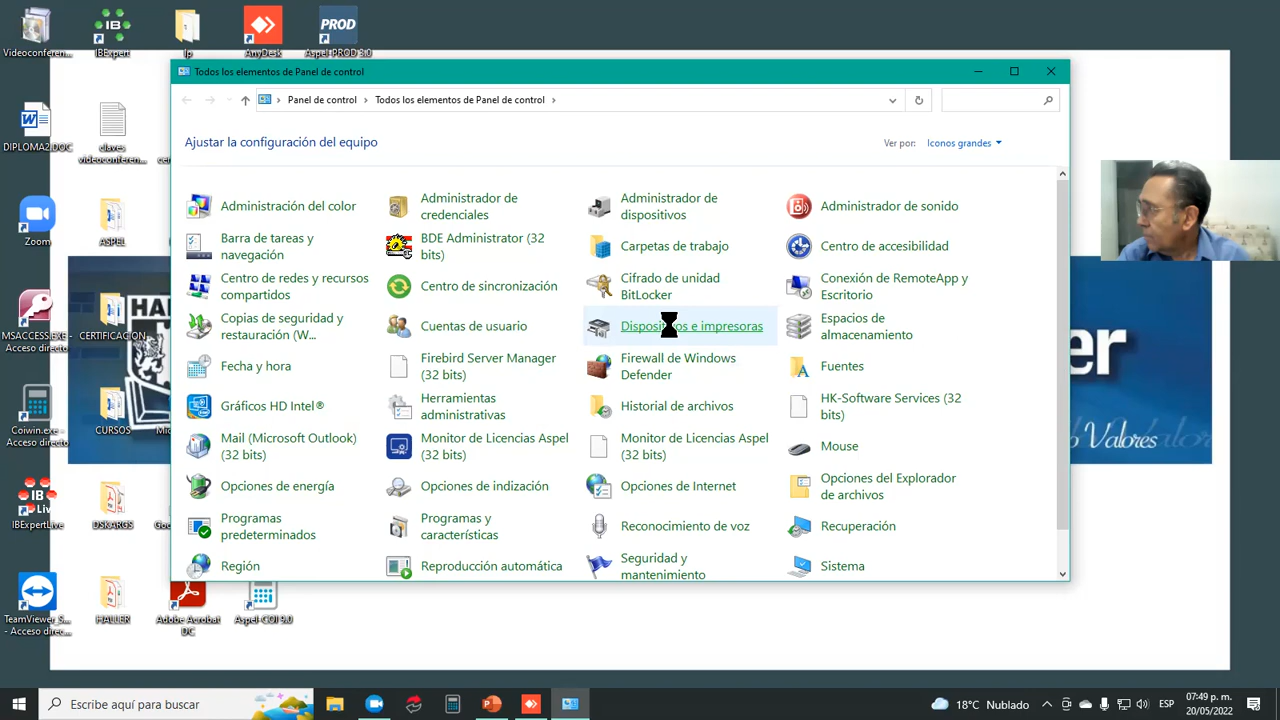 Videoconferen...
IBExpert
ip
AnyDesk
PROD
Aspel-PROD 5.0
Todos los elementos de Panel de control
Panel de control
Todos los elementos de Panel de control
Ajustar la configuración del equipo
Ver por:
Iconos grandes
Administración del color
Administrador de
credenciales
Administrador de
dispositivos
Administrador de sonido
Barra de tareas y
navegación
BDE Administrator (32
bits)
Carpetas de trabajo
Centro de accesibilidad
Centro de redes y recursos
compartidos
Centro de sincronización
Cifrado de unidad
BitLocker
Conexión de RemoteApp y
Escritorio
Copias de seguridad y
restauración (W...
Cuentas de usuario
Dispositivos e impresoras
Espacios de
almacenamiento
Fecha y hora
Firebird Server Manager
(32 bits)
Firewall de Windows
Defender
Fuentes
Gráficos HD Intel®
Herramientas
administrativas
Historial de archivos
HK-Software Services (32
bits)
Mail (Microsoft Outlook)
(32 bits)
Monitor de Licencias Aspel
(32 bits)
Monitor de Licencias Aspel
(32 bits)
Mouse
Opciones de energía
Opciones de indización
Opciones de Internet
Opciones del Explorador
de archivos
Programas
predeterminados
Programas y
características
Reconocimiento de voz
Recuperación
Región
Reproducción automática
Seguridad y
mantenimiento
Sistema
DIPLOMA2.DOC
claves
videoconferen...
Zoom
ASPEL
MSACCESS.EXE
- Acceso directo
CERTIFICACION
Coiwin.exe -
Acceso directo
CURSOS
IBExpertLive
DSKARGS
TeamViewer_S...
- Acceso direc...
HALLER
Adobe Acrobat
DC
Aspel-COI 9.0
er
Valores
Escribe aquí para buscar
18°C Nublado
ESP
07:49 p. m.
20/05/2022